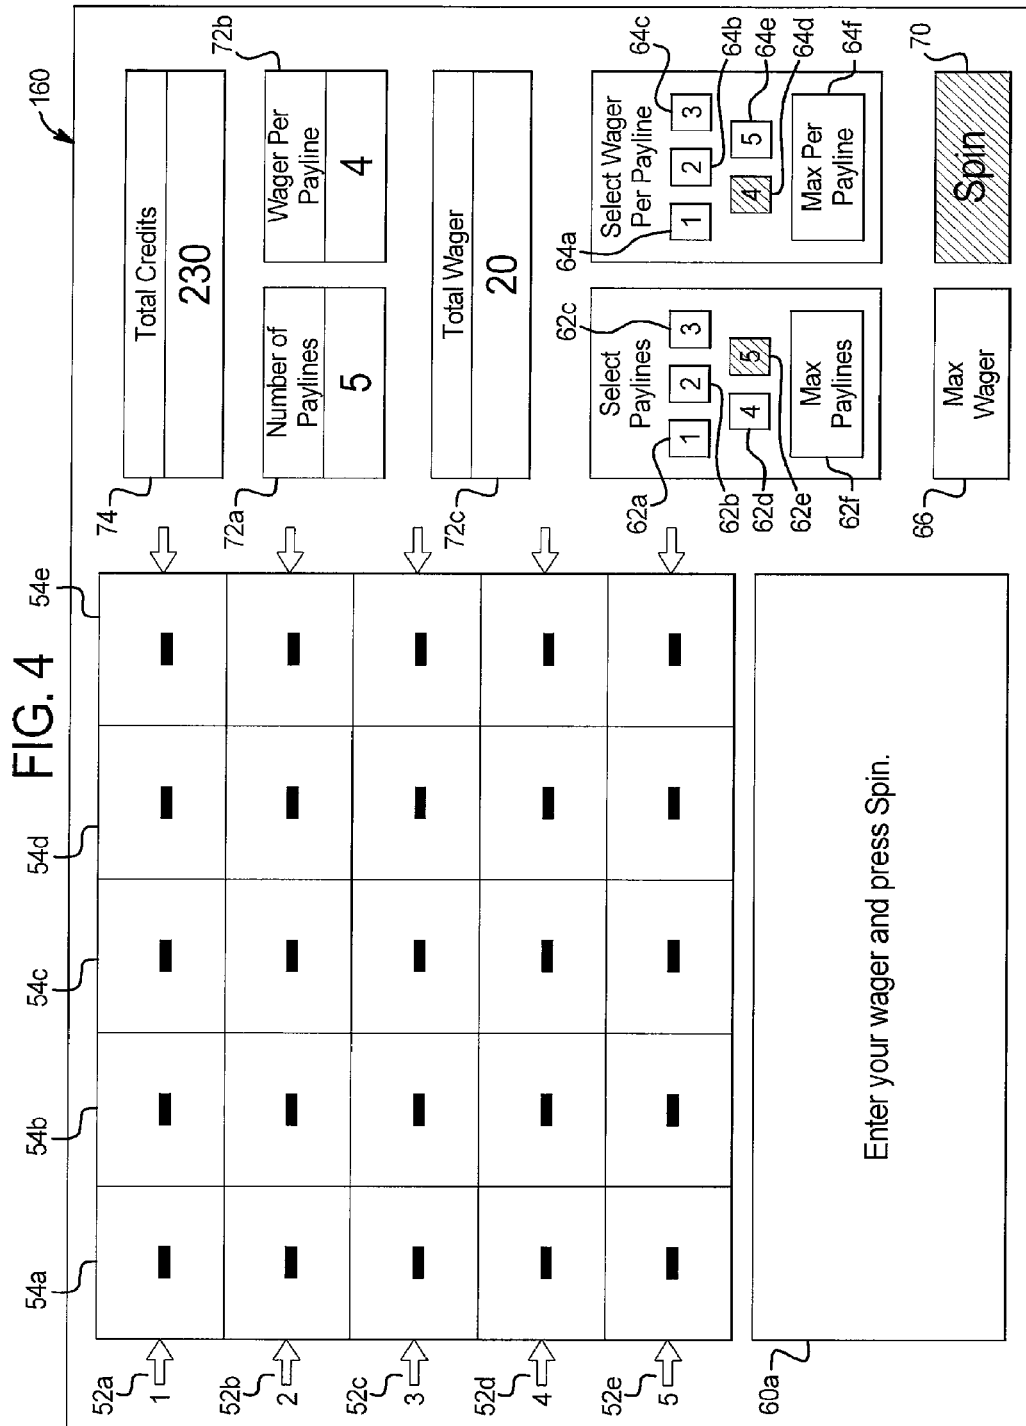 FIG. 4
160
54a 54b 54c 54d 54e
52a
1
52b
2
52c
3
52d
4
52e
5
74
Total Credits
230
72a
Number of
Paylines
5
72b
Wager Per
Payline
4
72c
Total Wager
20
Select
Paylines
1 2 3
4 5
Max
Paylines
62a
62b
62c
62d
62e
62f
Select Wager
Per Payline
1 2 3
4 5
Max Per
Payline
64a
64c
64b
64e
64d
64f
60a
Enter your wager and press Spin.
66
Max
Wager
70
Spin